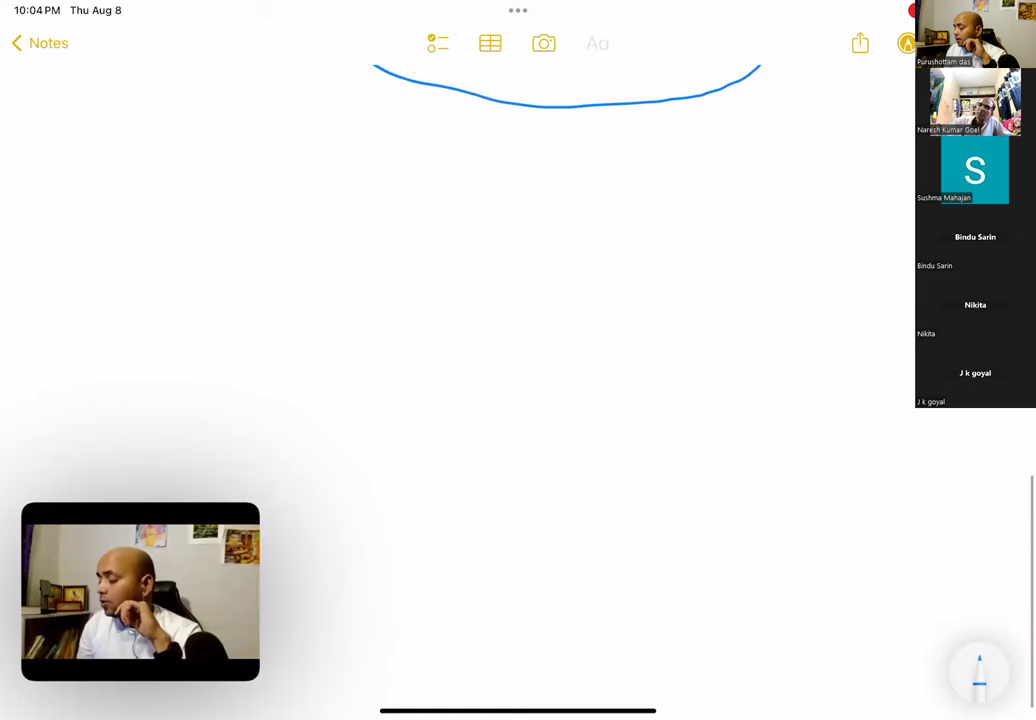 10:04 PM Thu Aug 8
Notes
Aa
Purushottam das
Naresh Kumar Goel
S
Sushma Mahajan
Bindu Sarin
Bindu Sarin
Nikita
Nikita
J k goyal
J k goyal